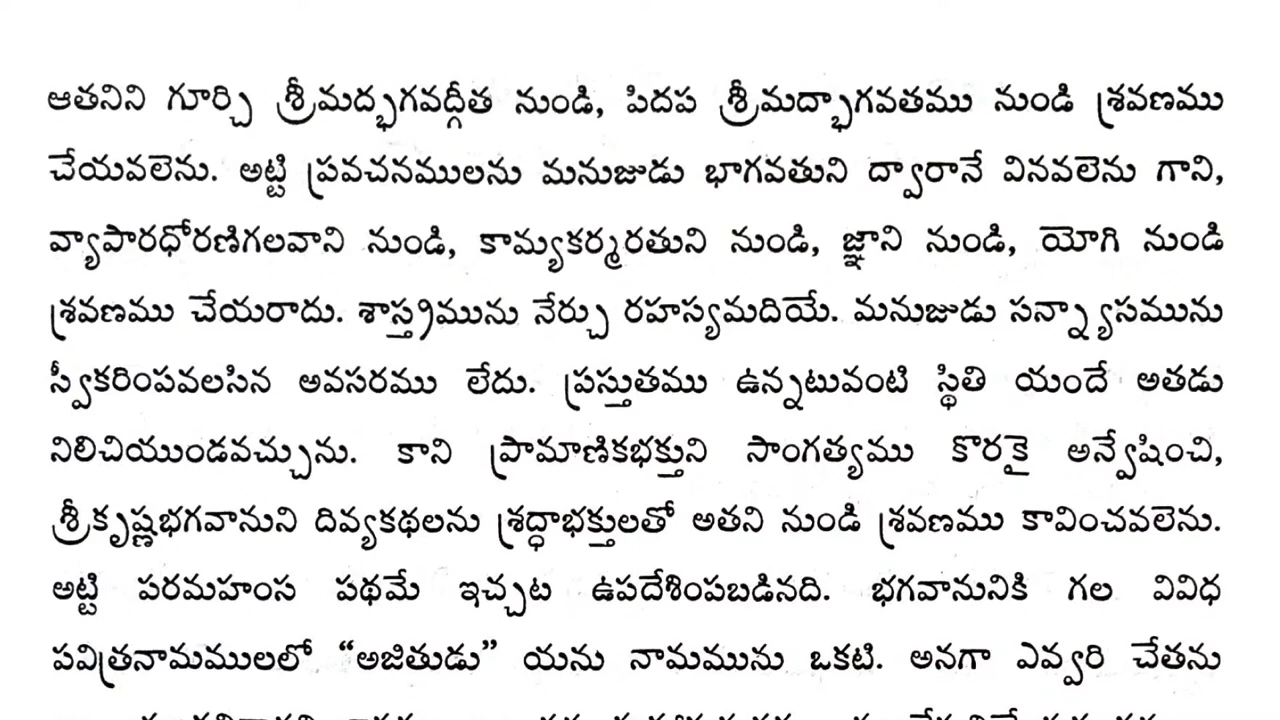 ఆతనిని గూర్చి శ్రీమద్భగవద్గీత నుండి, పిదప శ్రీమద్భాగవతము నుండి శ్రవణము
చేయవలెను. అట్టి ప్రవచనములను మనుజుడు భాగవతుని ద్వారానే వినవలెను గాని,
వ్యాపారధోరణిగలవాని నుండి, కామ్యకర్మరతుని నుండి, జ్ఞాని నుండి, యోగి నుండి
శ్రవణము చేయరాదు. శాస్త్రమును నేర్చు రహస్యమదియే. మనుజుడు సన్న్యాసమును
స్వీకరింపవలసిన అవసరము లేదు. ప్రస్తుతము ఉన్నటువంటి స్థితి యందే అతడు
నిలిచియుండవచ్చును. కాని ప్రామాణికభక్తుని సాంగత్యము కొరకై అన్వేషించి,
శ్రీకృష్ణభగవానుని దివ్యకథలను శ్రద్ధాభక్తులతో అతని నుండి శ్రవణము కావించవలెను.
అట్టి పరమహంస పథమే ఇచ్చట ఉపదేశింపబడినది. భగవానునికి గల వివిధ
పవిత్రనామములలో “అజితుడు” యను నామమును ఒకటి. అనగా ఎవ్వరి చేతను